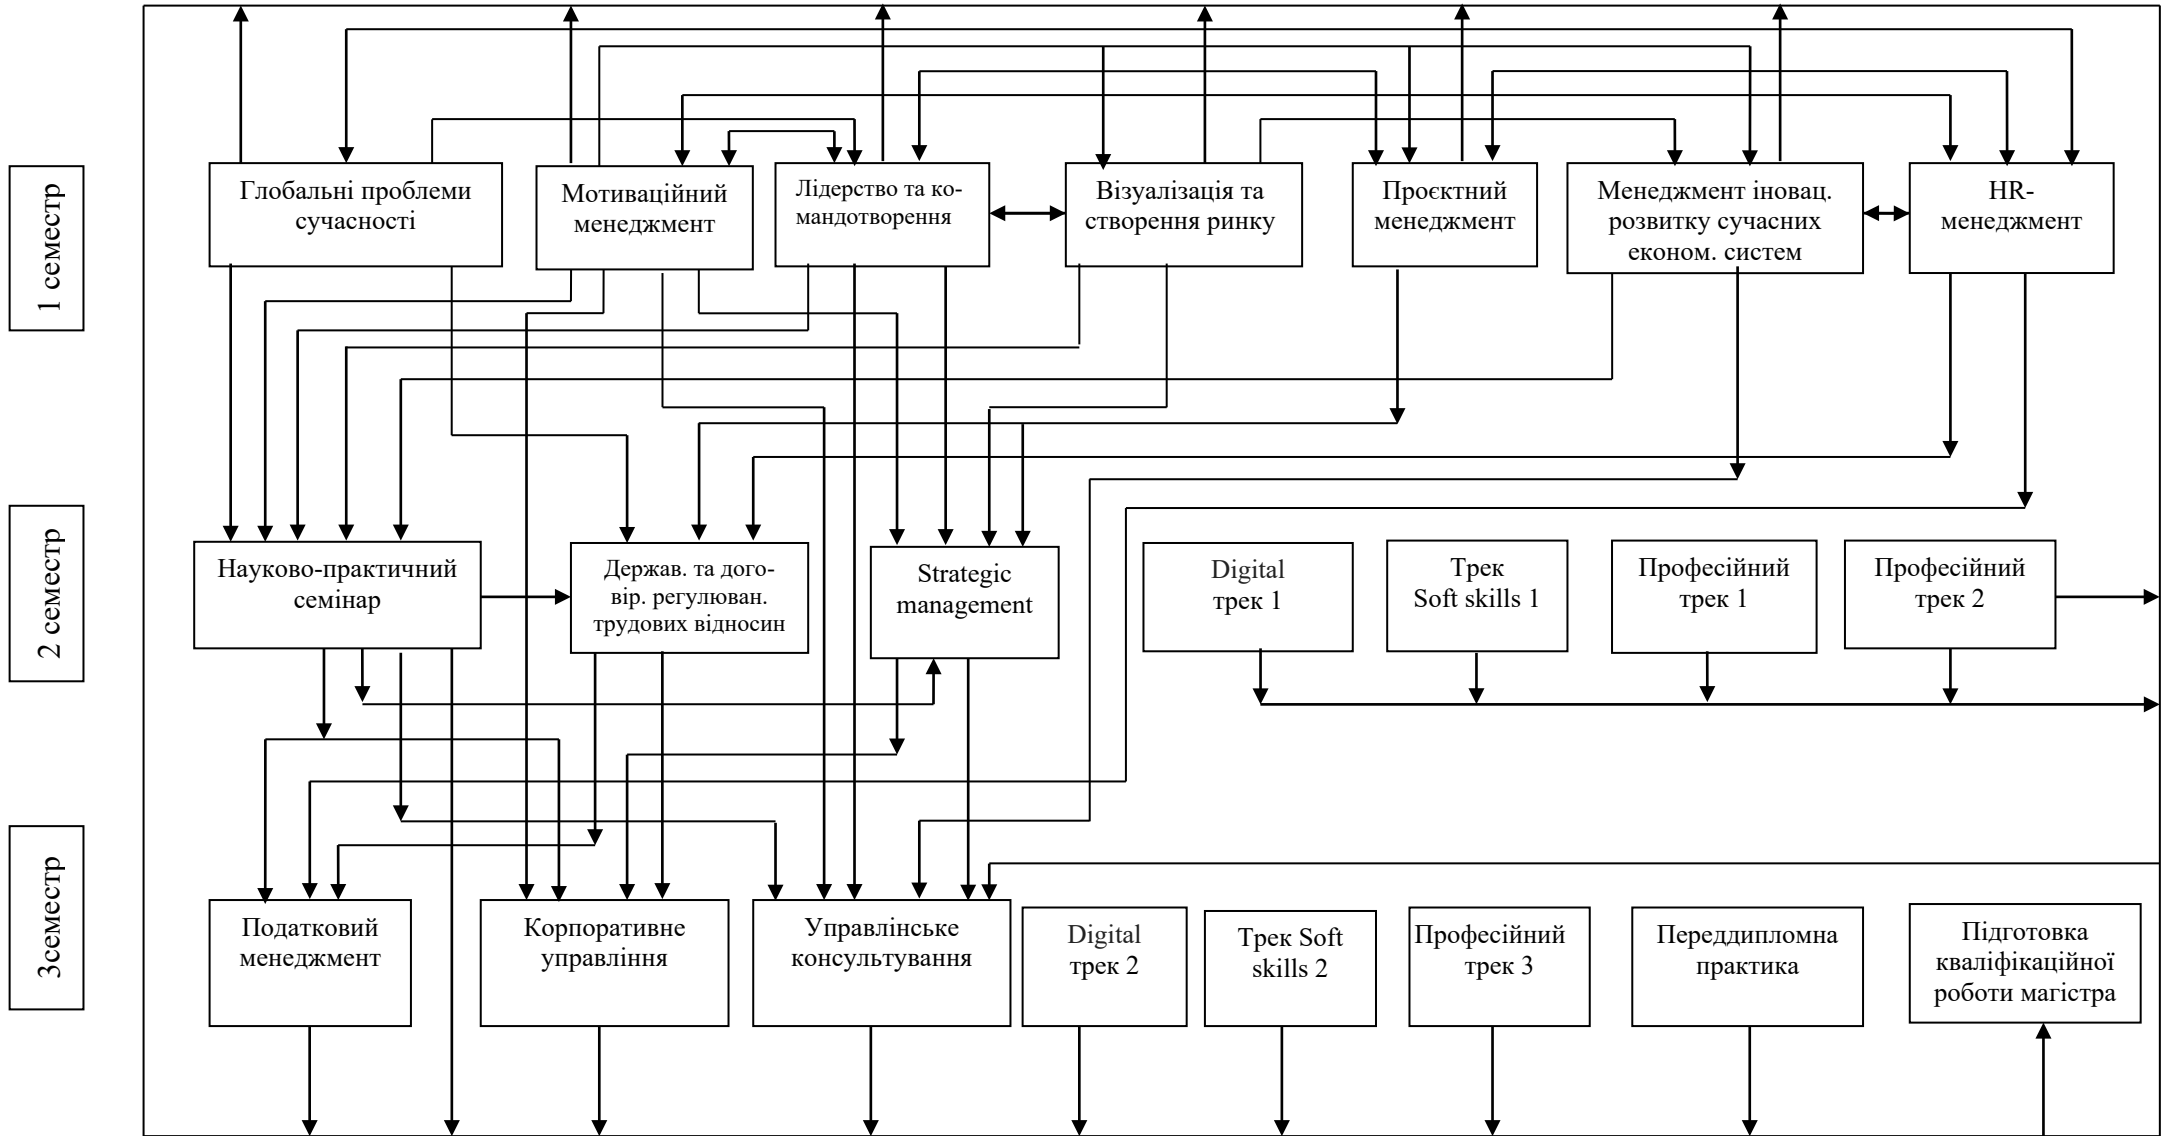 1 семестр
Глобальні проблеми
сучасності
Мотиваційний
менеджмент
Лідерство та ко-
мандотворення
Візуалізація та
створення ринку
Проєктний
менеджмент
Менеджмент іновац.
розвитку сучасних
економ. систем
HR-
менеджмент
2 семестр
Науково-практичний
семінар
Держав. та дого-
вір. регулюван.
трудових відносин
Strategic
management
Digital
трек 1
Трек
Soft skills 1
Професійний
трек 1
Професійний
трек 2
3семестр
Податковий
менеджмент
Корпоративне
управління
Управлінське
консультування
Digital
трек 2
Трек Soft
skills 2
Професійний
трек 3
Переддипломна
практика
Підготовка
кваліфікаційної
роботи магістра